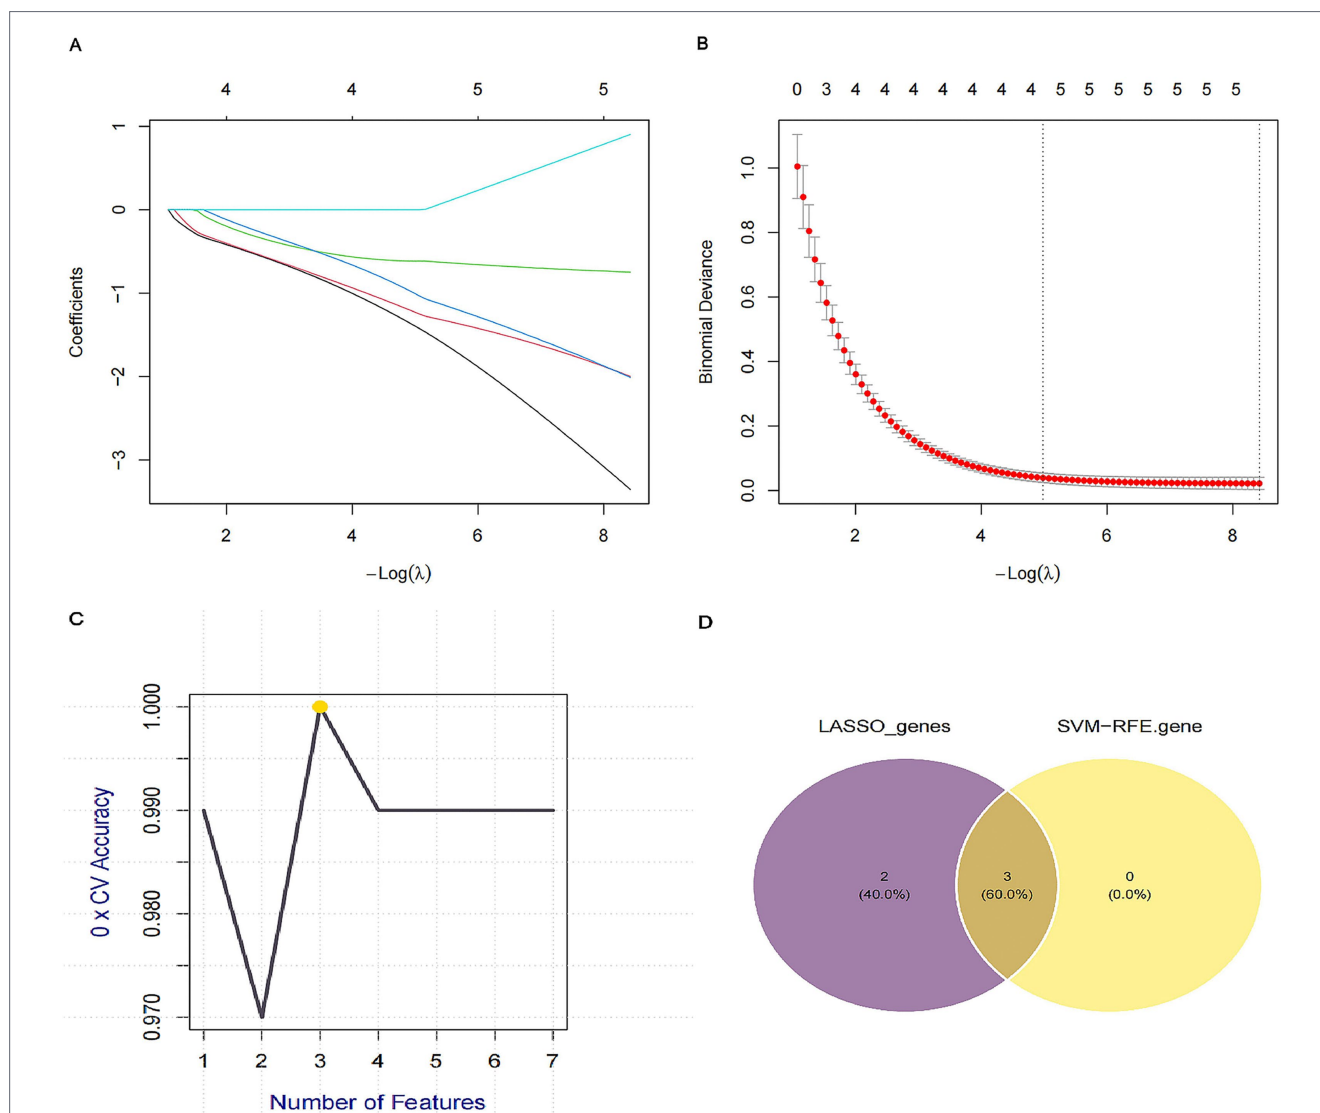 A
4 4 5 5
1
0
−1
−2
−3
Coefficients
2 4 6 8
−Log(λ)
B
0 3 4 4 4 4 4 4 4 5 5 5 5 5 5 5
1.0
0.8
0.6
0.4
0.2
0.0
Binomial Deviance
2 4 6 8
−Log(λ)
C
1.000
0.990
0.980
0.970
0 x CV Accuracy
1 2 3 4 5 6 7
Number of Features
D
LASSO_genes SVM−RFE.gene
2 3 0
(40.0%) (60.0%) (0.0%)